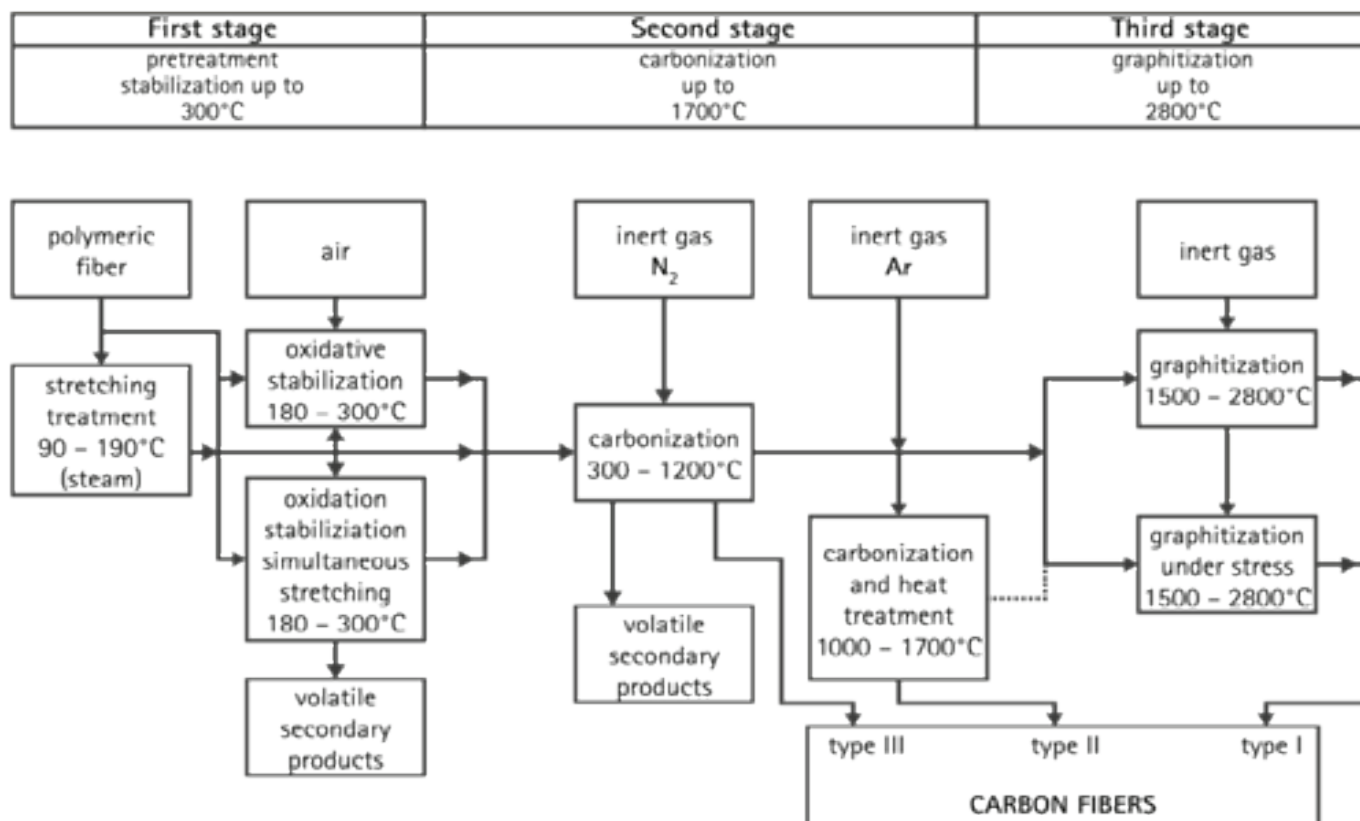 First stage
Second stage
Third stage
pretreatment
stabilization up to
300°C
carbonization
up to
1700°C
graphitization
up to
2800°C
polymeric
fiber
air
inert gas
N₂
inert gas
Ar
inert gas
stretching
treatment
90 – 190°C
(steam)
oxidative
stabilization
180 – 300°C
oxidation
stabiliziation
simultaneous
stretching
180 – 300°C
volatile
secondary
products
carbonization
300 – 1200°C
volatile
secondary
products
carbonization
and heat
treatment
1000 – 1700°C
graphitization
1500 – 2800°C
graphitization
under stress
1500 – 2800°C
type III
type II
type I
CARBON FIBERS